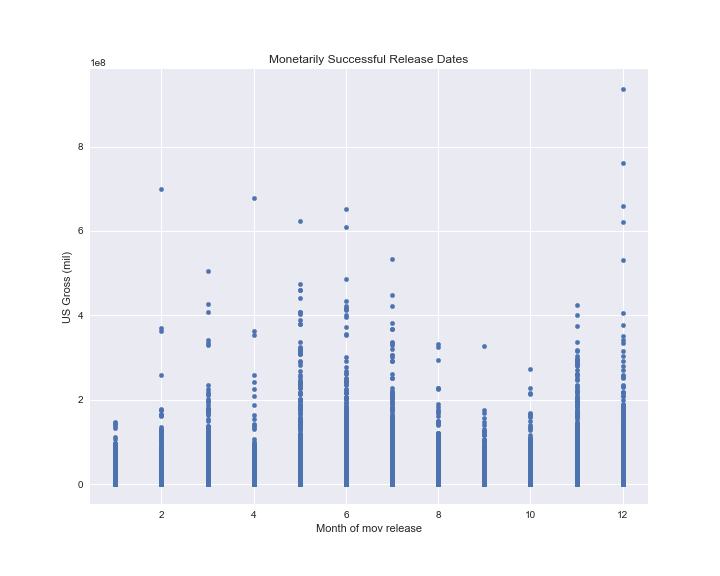 Monetarily Successful Release Dates
1e8
8
6
4
2
0
US Gross (mil)
2 4 6 8 10 12
Month of mov release